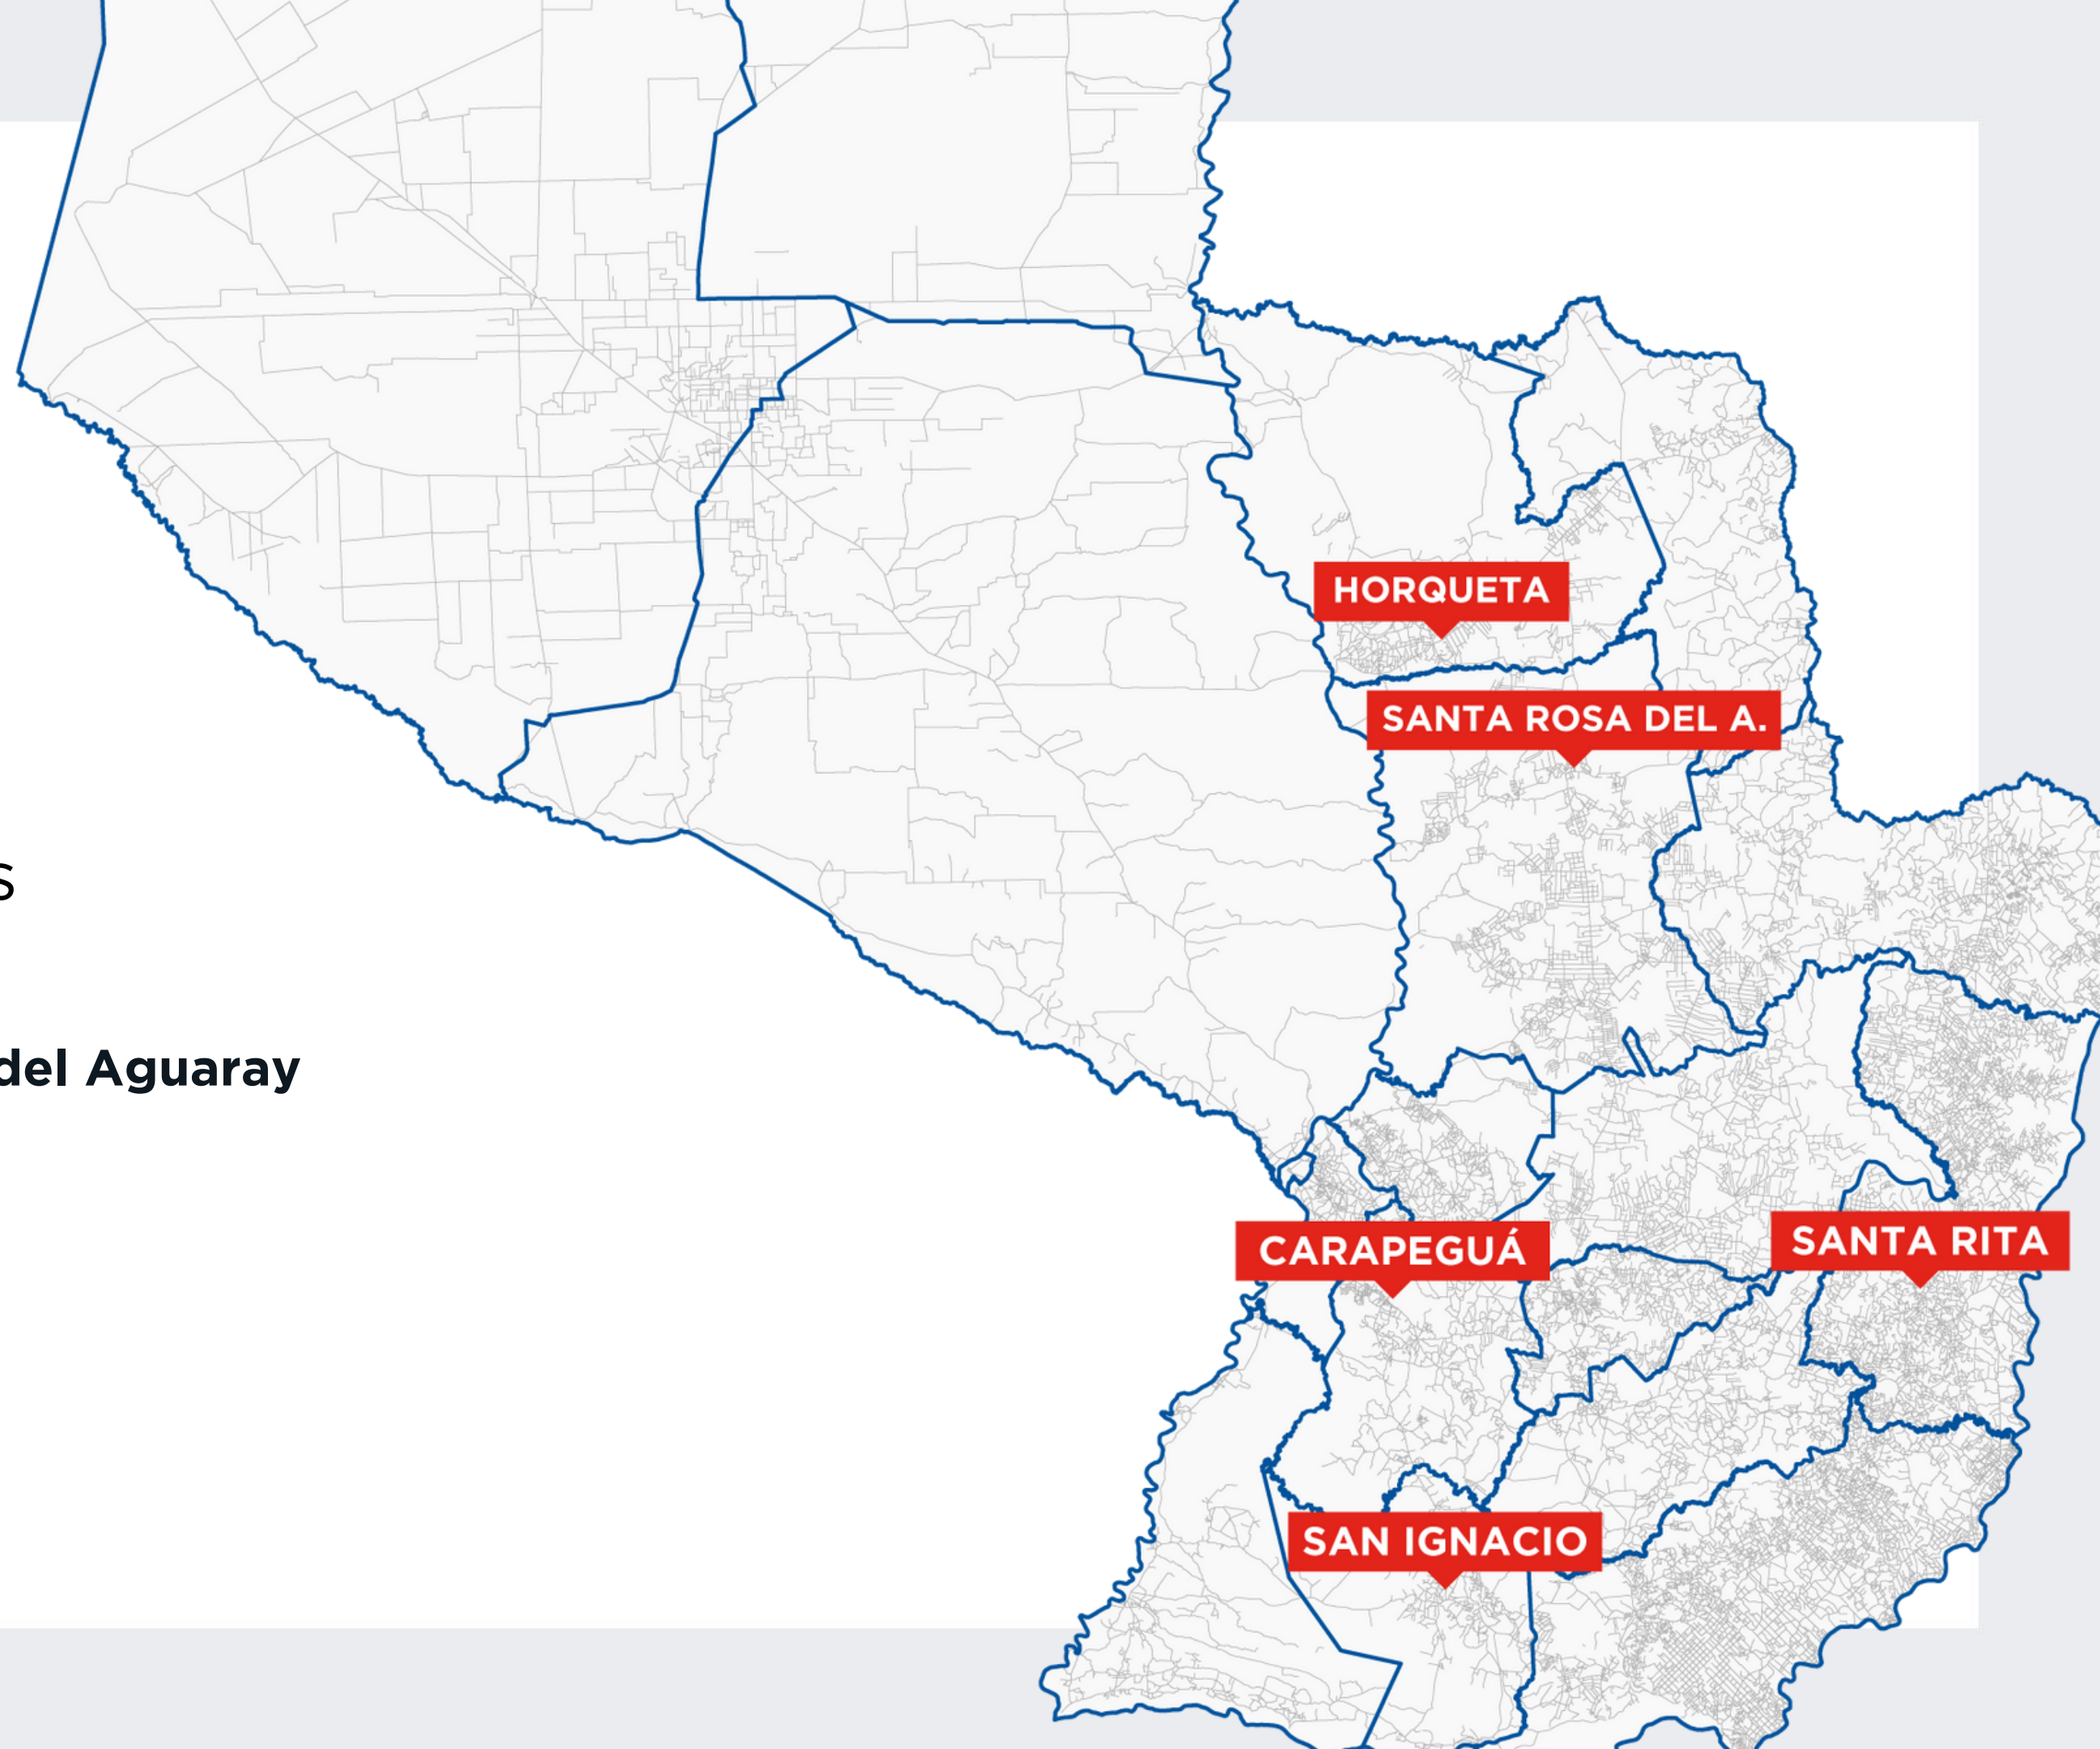 HORQUETA
SANTA ROSA DEL A.
s
del Aguaray
CARAPEGUÁ
SANTA RITA
SAN IGNACIO